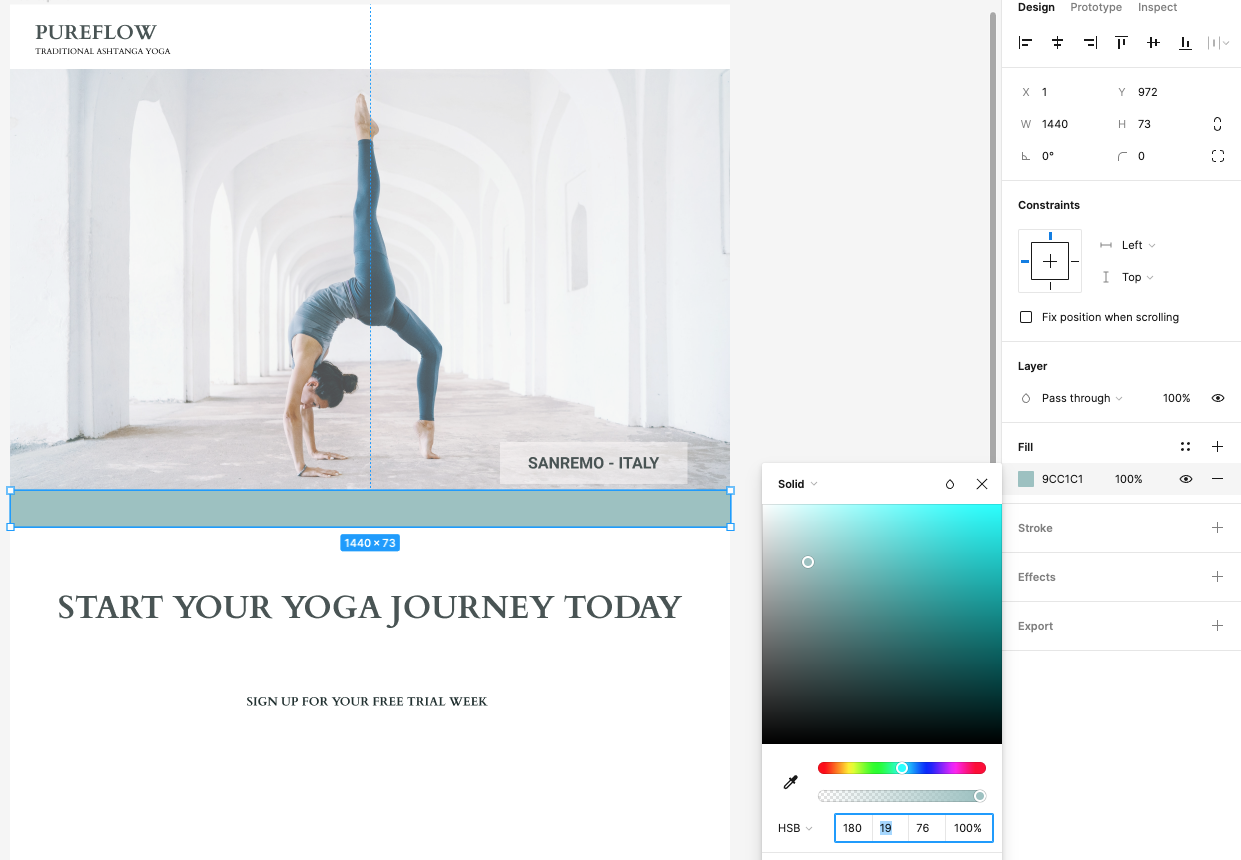 PUREFLOW
TRADITIONAL ASHTANGA YOGA
SANREMO - ITALY
1440 × 73
START YOUR YOGA JOURNEY TODAY
SIGN UP FOR YOUR FREE TRIAL WEEK
Design Prototype Inspect
X 1 Y 972
W 1440 H 73
0° 0
Constraints
Left
Top
Fix position when scrolling
Layer
Pass through 100%
Fill
9CC1C1 100%
Stroke
Effects
Export
Solid
HSB 180 19 76 100%